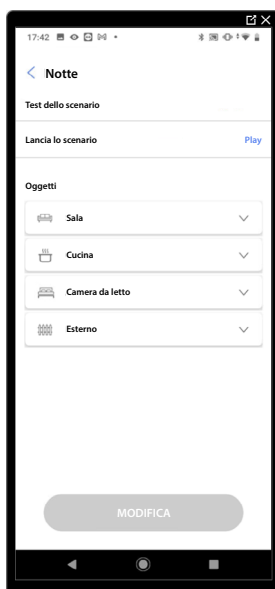 17:42
Notte
Test dello scenario
Lancia lo scenario Play
Oggetti
Sala
Cucina
Camera da letto
Esterno
MODIFICA